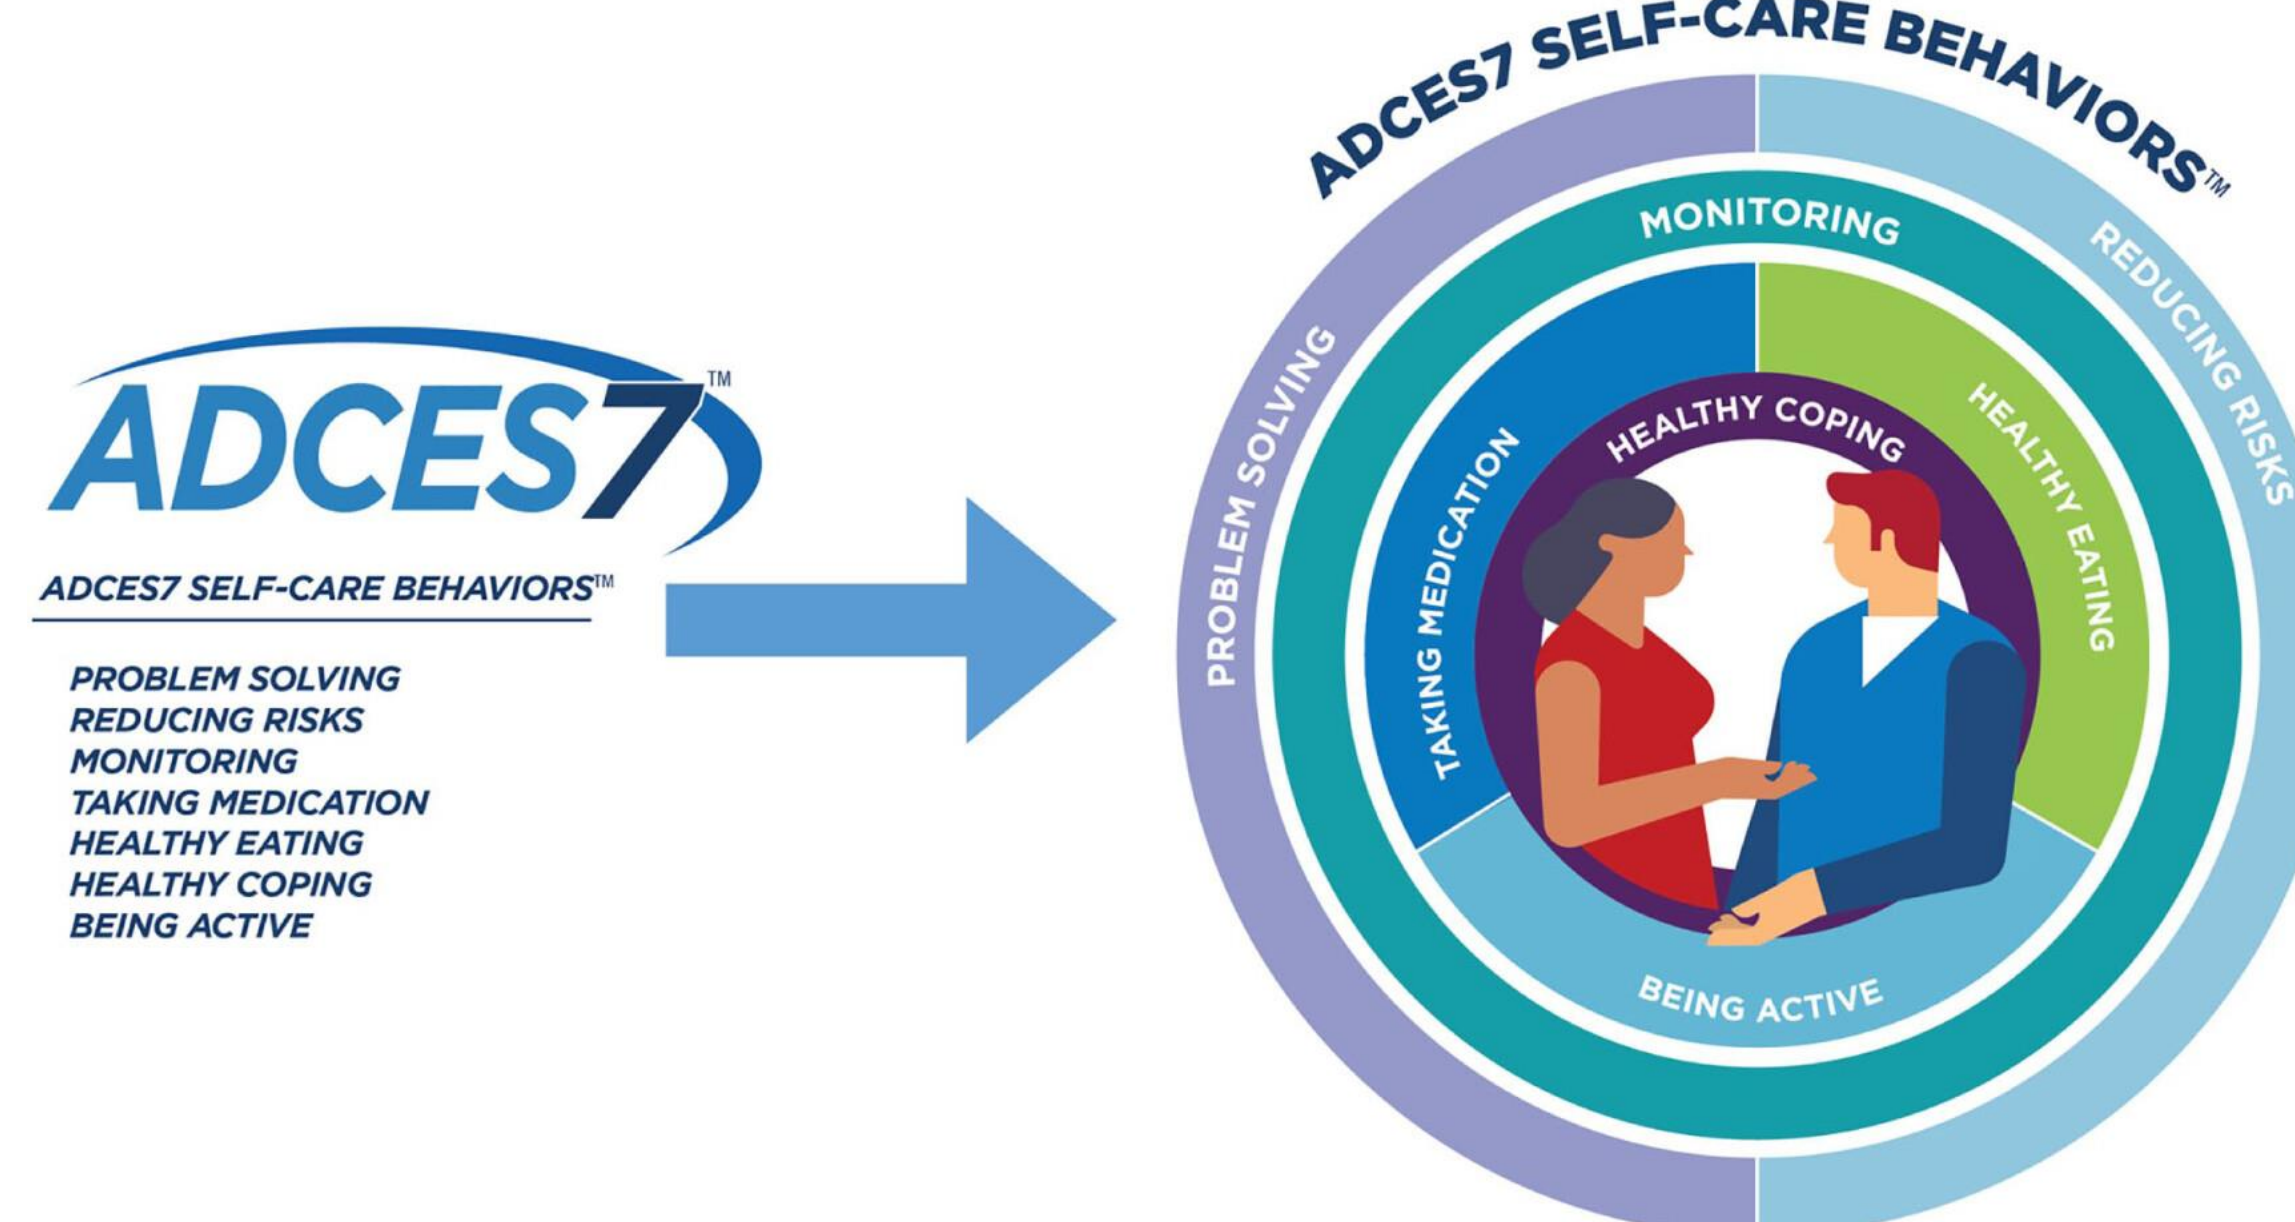 ADCES7™
ADCES7 SELF-CARE BEHAVIORS™
PROBLEM SOLVING
REDUCING RISKS
MONITORING
TAKING MEDICATION
HEALTHY EATING
HEALTHY COPING
BEING ACTIVE
ADCES7 SELF-CARE BEHAVIORS™
PROBLEM SOLVING
REDUCING RISKS
MONITORING
TAKING MEDICATION
HEALTHY EATING
HEALTHY COPING
BEING ACTIVE